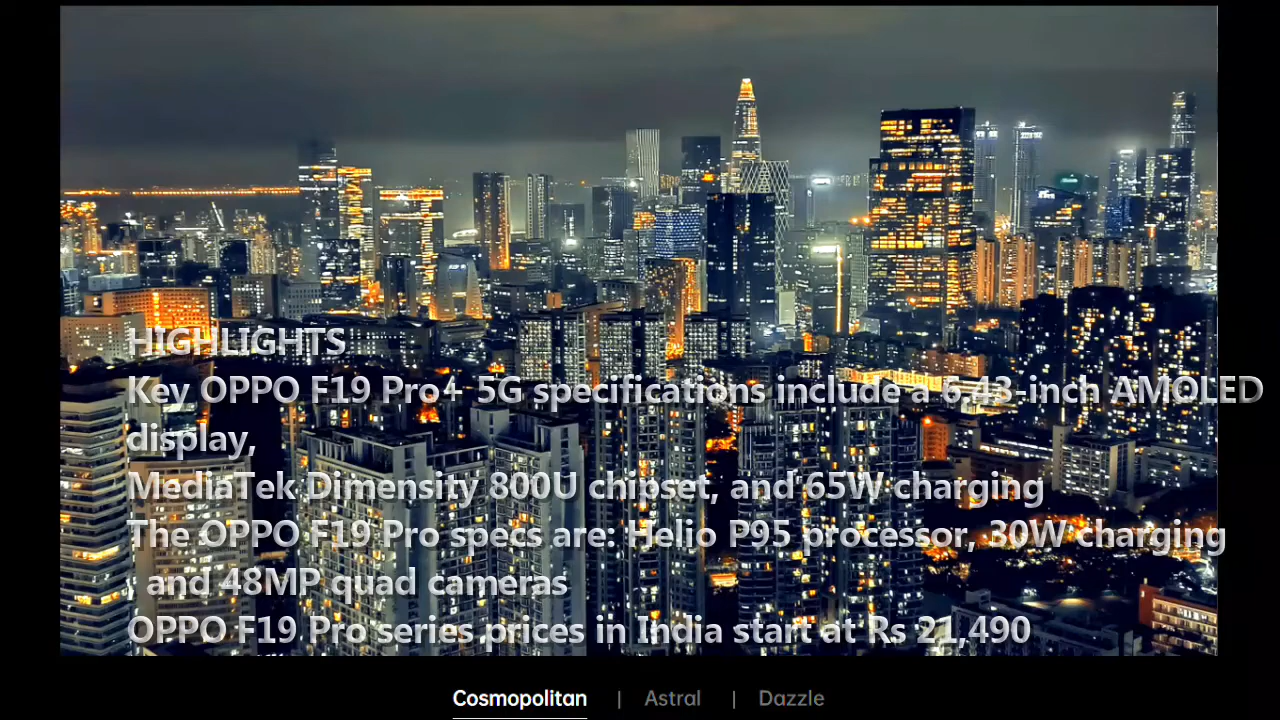 HIGHLIGHTS
Key OPPO F19 Pro+ 5G specifications include a 6.43-inch AMOLED
display,
MediaTek Dimensity 800U chipset, and 65W charging
The OPPO F19 Pro specs are: Helio P95 processor, 30W charging
, and 48MP quad cameras
OPPO F19 Pro series prices in India start at Rs 21,490
Cosmopolitan | Astral | Dazzle